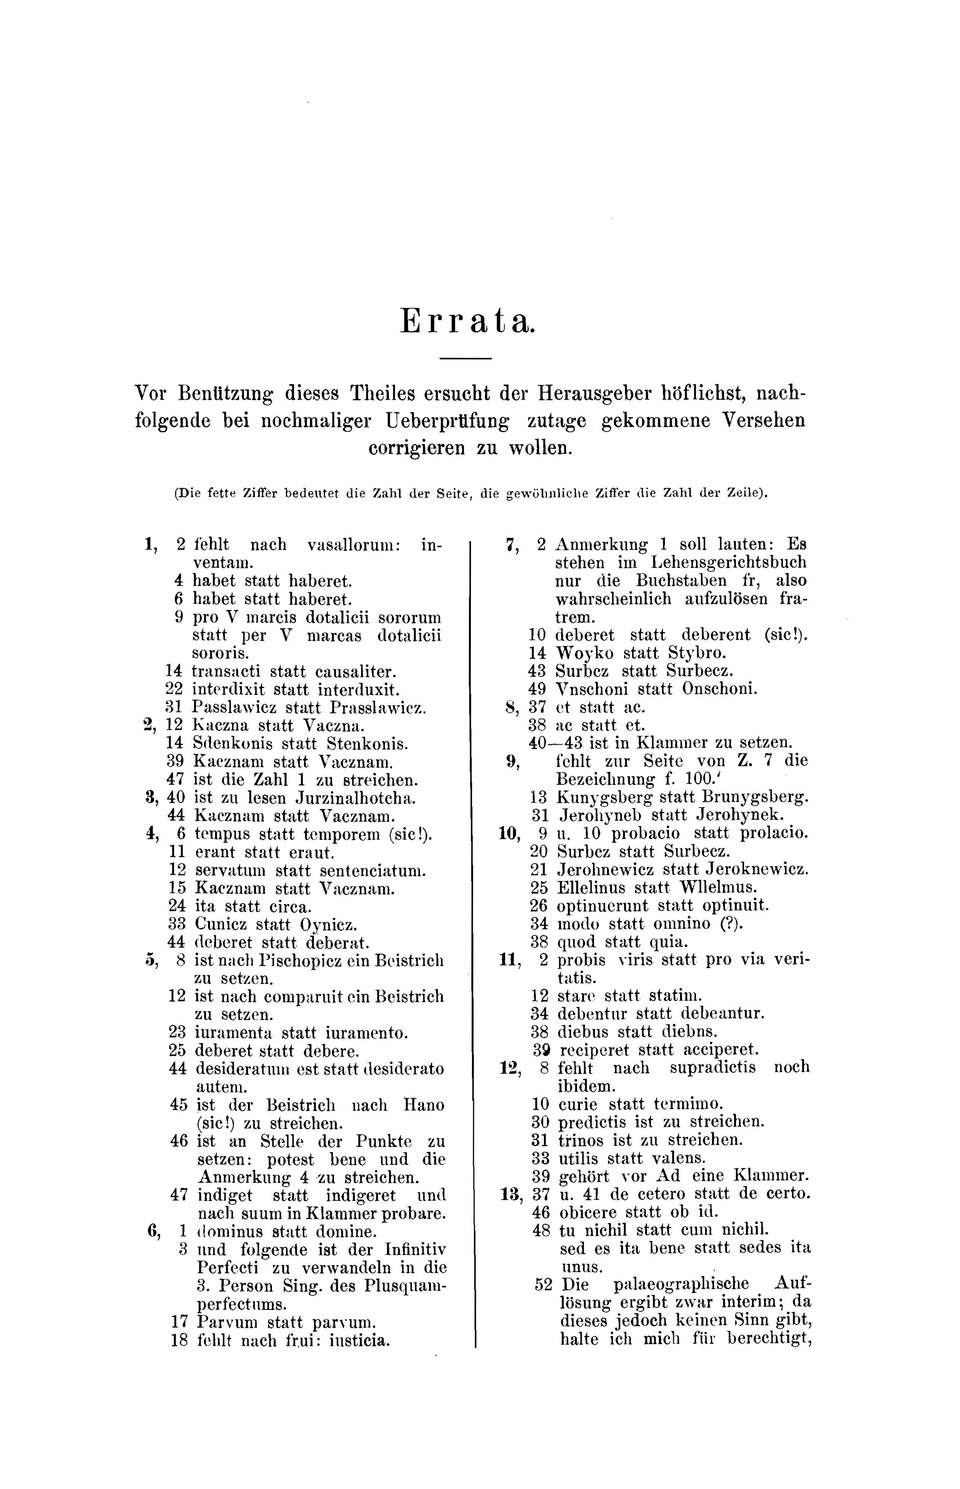 Errata.
Vor Benützung dieses Theiles ersucht der Herausgeber höflichst, nach-
folgende bei nochmaliger Ueberprüfung zutage gekommene Versehen
corrigieren zu wollen.
(Die fette Ziffer bedeutet die Zahl der Seite, die gewöhnliche Ziffer die Zahl der Zeile).
1, 2 fehlt nach vasallorum: in-
ventam.
4 habet statt haberet.
6 habet statt haberet.
9 pro V marcis dotalicii sororum
statt per V marcas dotalicii
sororis.
14 transacti statt causaliter.
22 interdixit statt interduxit.
31 Passlawicz statt Prasslawicz.
2, 12 Kaczna statt Vaczna.
14 Sdenkonis statt Stenkonis.
39 Kacznam statt Vacznam.
47 ist die Zahl 1 zu streichen.
3, 40 ist zu lesen Jurzinalhotcha.
44 Kacznam statt Vacznam.
4, 6 tempus statt temporem (sic!).
11 erant statt eraut.
12 servatum statt sentenciatum.
15 Kacznam statt Vacznam.
24 ita statt circa.
33 Cunicz statt Oynicz.
44 deberet statt deberat.
5, 8 ist nach Pischopicz ein Beistrich
zu setzen.
12 ist nach comparuit ein Beistrich
zu setzen.
23 iuramenta statt iuramento.
25 deberet statt debere.
44 desideratum est statt desiderato
autem.
45 ist der Beistrich nach Hano
(sic!) zu streichen.
46 ist an Stelle der Punkte zu
setzen: potest bene und die
Anmerkung 4 zu streichen.
47 indiget statt indigeret und
nach suum in Klammer probare.
6, 1 dominus statt domine.
3 und folgende ist der Infinitiv
Perfecti zu verwandeln in die
3. Person Sing. des Plusquam-
perfectums.
17 Parvum statt parvum.
18 fehlt nach frui: iusticia.
7, 2 Anmerkung 1 soll lauten: Es
stehen im Lehensgerichtsbuch
nur die Buchstaben fr, also
wahrscheinlich aufzulösen fra-
trem.
10 deberet statt deberent (sic!).
14 Woyko statt Stybro.
43 Surbcz statt Surbecz.
49 Vnschoni statt Onschoni.
8, 37 et statt ac.
38 ac statt et.
40—43 ist in Klammer zu setzen.
9, fehlt zur Seite von Z. 7 die
Bezeichnung f. 100.'
13 Kunygsberg statt Brunygsberg.
31 Jerohyneb statt Jerohynek.
10, 9 u. 10 probacio statt prolacio.
20 Surbcz statt Surbecz.
21 Jerohnewicz statt Jeroknewicz.
25 Ellelinus statt Wllelmus.
26 optinuerunt statt optinuit.
34 modo statt omnino (?).
38 quod statt quia.
11, 2 probis viris statt pro via veri-
tatis.
12 stare statt statim.
34 debentur statt debeantur.
38 diebus statt diebns.
39 reciperet statt acciperet.
12, 8 fehlt nach supradictis noch
ibidem.
10 curie statt termimo.
30 predictis ist zu streichen.
31 trinos ist zu streichen.
33 utilis statt valens.
39 gehört vor Ad eine Klammer.
13, 37 u. 41 de cetero statt de certo.
46 obicere statt ob id.
48 tu nichil statt cum nichil.
sed es ita bene statt sedes ita
unus.
52 Die palaeographische Auf-
lösung ergibt zwar interim; da
dieses jedoch keinen Sinn gibt,
halte ich mich für berechtigt,